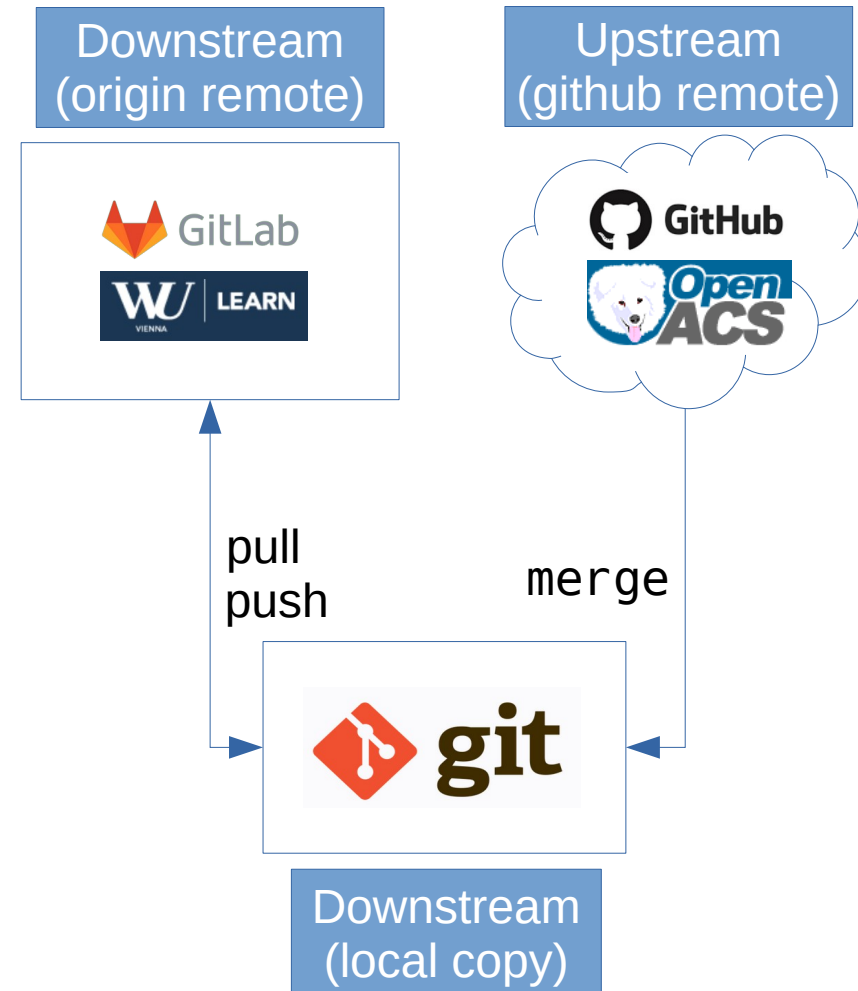 Downstream
(origin remote)
Upstream
(github remote)
GitLab
WU
VIENNA
LEARN
GitHub
Open
ACS
pull
push
merge
git
Downstream
(local copy)